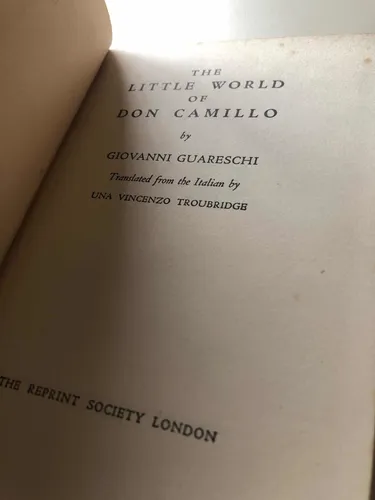 THE
LITTLE WORLD
OF
DON CAMILLO
by
GIOVANNI GUARESCHI
Translated from the Italian by
UNA VINCENZO TROUBRIDGE
THE REPRINT SOCIETY LONDON